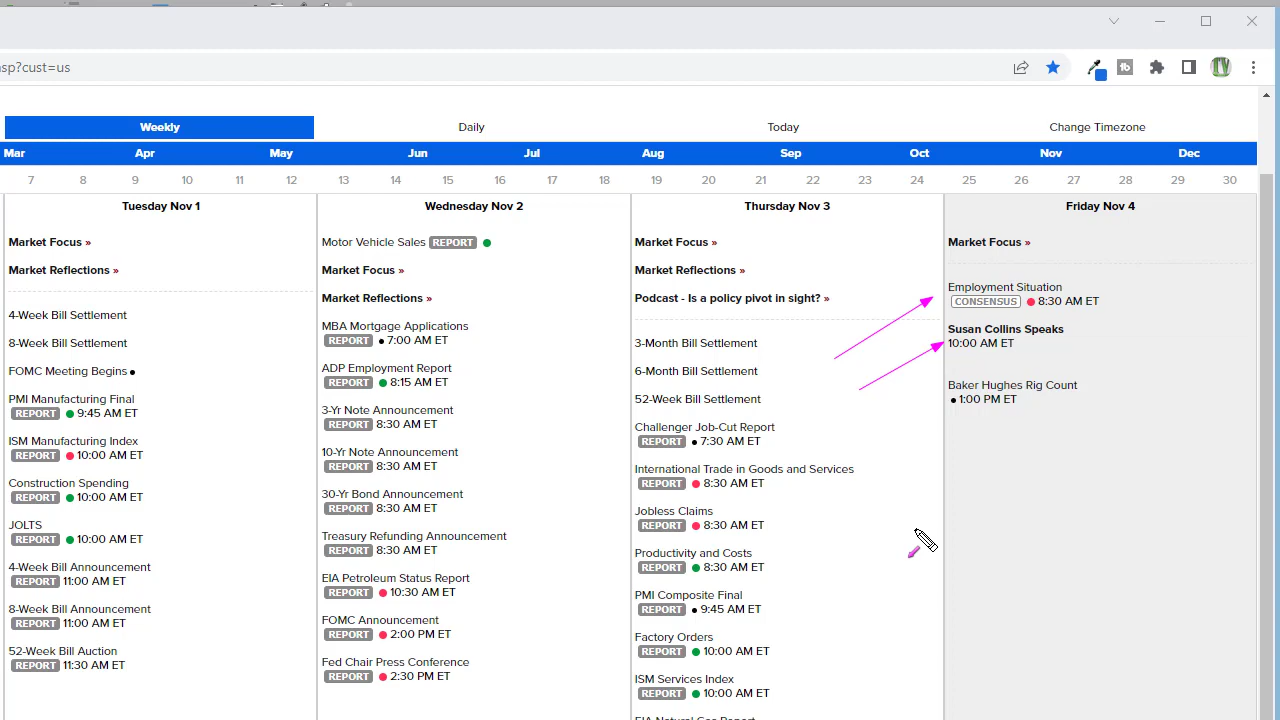 asp?cust=us
Weekly
Daily
Today
Change Timezone
Mar Apr May Jun Jul Aug Sep Oct Nov Dec
7 8 9 10 11 12 13 14 15 16 17 18 19 20 21 22 23 24 25 26 27 28 29 30
Tuesday Nov 1
Market Focus »
Market Reflections »
4-Week Bill Settlement
8-Week Bill Settlement
FOMC Meeting Begins
PMI Manufacturing Final
REPORT 9:45 AM ET
ISM Manufacturing Index
REPORT 10:00 AM ET
Construction Spending
REPORT 10:00 AM ET
JOLTS
REPORT 10:00 AM ET
4-Week Bill Announcement
REPORT 11:00 AM ET
8-Week Bill Announcement
REPORT 11:00 AM ET
52-Week Bill Auction
REPORT 11:30 AM ET
Wednesday Nov 2
Motor Vehicle Sales REPORT
Market Focus »
Market Reflections »
MBA Mortgage Applications
REPORT 7:00 AM ET
ADP Employment Report
REPORT 8:15 AM ET
3-Yr Note Announcement
REPORT 8:30 AM ET
10-Yr Note Announcement
REPORT 8:30 AM ET
30-Yr Bond Announcement
REPORT 8:30 AM ET
Treasury Refunding Announcement
REPORT 8:30 AM ET
EIA Petroleum Status Report
REPORT 10:30 AM ET
FOMC Announcement
REPORT 2:00 PM ET
Fed Chair Press Conference
REPORT 2:30 PM ET
Thursday Nov 3
Market Focus »
Market Reflections »
Podcast - Is a policy pivot in sight? »
3-Month Bill Settlement
6-Month Bill Settlement
52-Week Bill Settlement
Challenger Job-Cut Report
REPORT 7:30 AM ET
International Trade in Goods and Services
REPORT 8:30 AM ET
Jobless Claims
REPORT 8:30 AM ET
Productivity and Costs
REPORT 8:30 AM ET
PMI Composite Final
REPORT 9:45 AM ET
Factory Orders
REPORT 10:00 AM ET
ISM Services Index
REPORT 10:00 AM ET
EIA Natural Gas Report
Friday Nov 4
Market Focus »
Employment Situation
CONSENSUS 8:30 AM ET
Susan Collins Speaks
10:00 AM ET
Baker Hughes Rig Count
1:00 PM ET